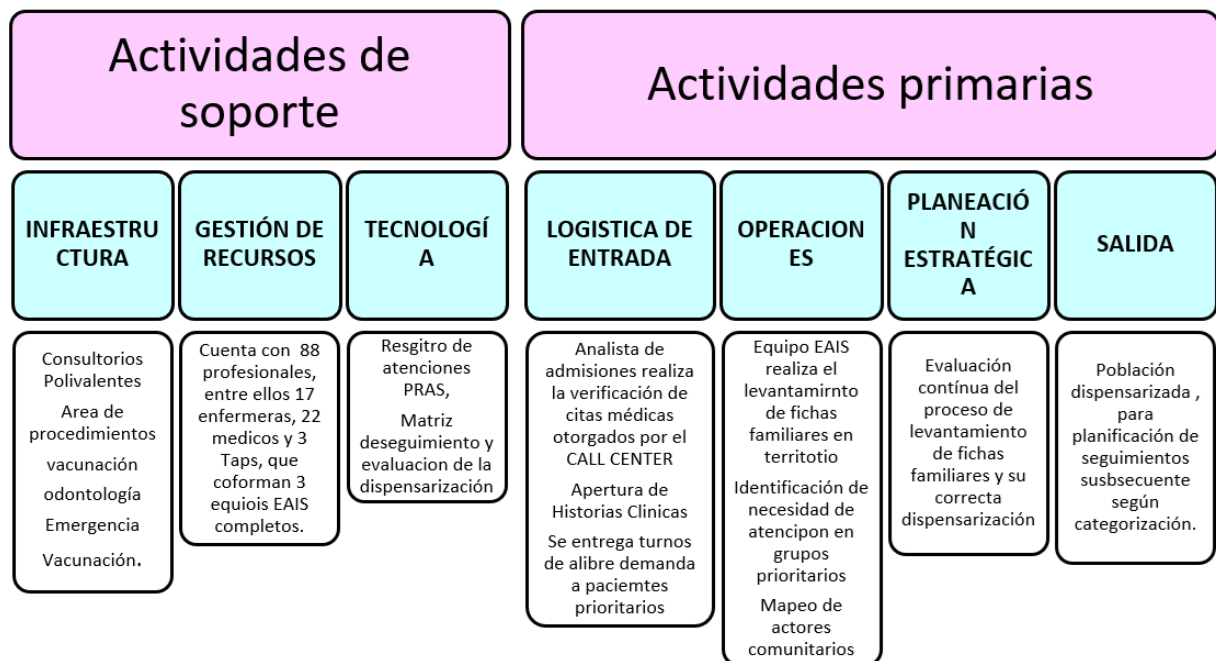 Actividades de
soporte
Actividades primarias
INFRAESTRU
CTURA
GESTIÓN DE
RECURSOS
TECNOLOGÍ
A
LOGISTICA DE
ENTRADA
OPERACION
ES
PLANEACIÓ
N
ESTRATÉGIC
A
SALIDA
Consultorios
Polivalentes
Area de
procedimientos
vacunación
odontología
Emergencia
Vacunación.
Cuenta con 88
profesionales,
entre ellos 17
enfermeras, 22
medicos y 3
Taps, que
coforman 3
equiois EAIS
completos.
Resgitro de
atenciones
PRAS,
Matriz
deseguimiento y
evaluacion de la
dispensarización
Analista de
admisiones realiza
la verificación de
citas médicas
otorgados por el
CALL CENTER
Apertura de
Historias Clinicas
Se entrega turnos
de alibre demanda
a paciemtes
prioritarios
Equipo EAIS
realiza el
levantamirnto
de fichas
familiares en
territotio
Identificación de
necesidad de
atencipon en
grupos
prioritarios
Mapeo de
actores
comunitarios
Evaluación
contínua del
proceso de
levantamiento
de fichas
familiares y su
correcta
dispensarización
Población
dispensarizada ,
para
planificación de
seguimientos
susbsecuente
según
categorización.